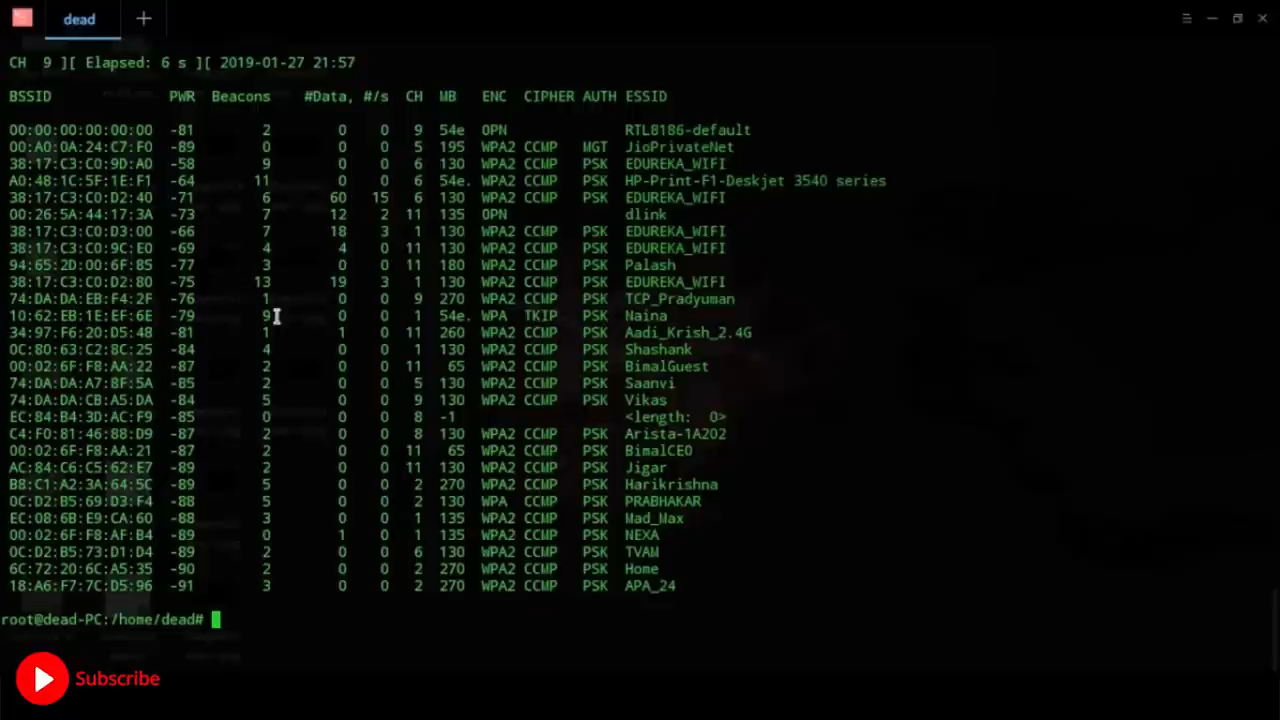 dead
CH 9 ][ Elapsed: 6 s ][ 2019-01-27 21:57
BSSID PWR Beacons #Data, #/s CH MB ENC CIPHER AUTH ESSID
00:00:00:00:00:00 -81 2 0 0 9 54e OPN RTL8186-default
00:A0:0A:24:C7:F0 -89 0 0 0 5 195 WPA2 CCMP MGT JioPrivateNet
38:17:C3:C0:9D:A0 -58 9 0 0 6 130 WPA2 CCMP PSK EDUREKA_WIFI
A0:48:1C:5F:1E:F1 -64 11 0 0 6 54e. WPA2 CCMP PSK HP-Print-F1-Deskjet 3540 series
38:17:C3:C0:D2:40 -71 6 60 15 6 130 WPA2 CCMP PSK EDUREKA_WIFI
00:26:5A:44:17:3A -73 7 12 2 11 135 OPN dlink
38:17:C3:C0:D3:00 -66 7 18 3 1 130 WPA2 CCMP PSK EDUREKA_WIFI
38:17:C3:C0:9C:E0 -69 4 4 0 11 130 WPA2 CCMP PSK EDUREKA_WIFI
94:65:2D:00:6F:85 -77 3 0 0 11 180 WPA2 CCMP PSK Palash
38:17:C3:C0:D2:80 -75 13 19 3 1 130 WPA2 CCMP PSK EDUREKA_WIFI
74:DA:DA:EB:F4:2F -76 1 0 0 9 270 WPA2 CCMP PSK TCP_Pradyuman
10:62:EB:1E:EF:6E -79 9 0 0 1 54e. WPA TKIP PSK Naina
34:97:F6:20:D5:48 -81 1 1 0 11 260 WPA2 CCMP PSK Aadi_Krish_2.4G
0C:80:63:C2:8C:25 -84 4 0 0 1 130 WPA2 CCMP PSK Shashank
00:02:6F:F8:AA:22 -87 2 0 0 11 65 WPA2 CCMP PSK BimalGuest
74:DA:DA:A7:8F:5A -85 2 0 0 5 130 WPA2 CCMP PSK Saanvi
74:DA:DA:CB:A5:DA -84 5 0 0 9 130 WPA2 CCMP PSK Vikas
EC:84:B4:3D:AC:F9 -85 0 0 0 8 -1 <length: 0>
C4:F0:81:46:88:D9 -87 2 0 0 8 130 WPA2 CCMP PSK Arista-1A202
00:02:6F:F8:AA:21 -87 2 0 0 11 65 WPA2 CCMP PSK BimalCEO
AC:84:C6:C5:62:E7 -89 2 0 0 11 130 WPA2 CCMP PSK Jigar
B8:C1:A2:3A:64:5C -89 5 0 0 2 270 WPA2 CCMP PSK Harikrishna
0C:D2:B5:69:D3:F4 -88 5 0 0 2 130 WPA CCMP PSK PRABHAKAR
EC:08:6B:E9:CA:60 -88 3 0 0 1 135 WPA2 CCMP PSK Mad_Max
00:02:6F:F8:AF:B4 -89 0 1 0 1 135 WPA2 CCMP PSK NEXA
0C:D2:B5:73:D1:D4 -89 2 0 0 6 130 WPA2 CCMP PSK TVAM
6C:72:20:6C:A5:35 -90 2 0 0 2 270 WPA2 CCMP PSK Home
18:A6:F7:7C:D5:96 -91 3 0 0 2 270 WPA2 CCMP PSK APA_24
root@dead-PC:/home/dead#
Subscribe